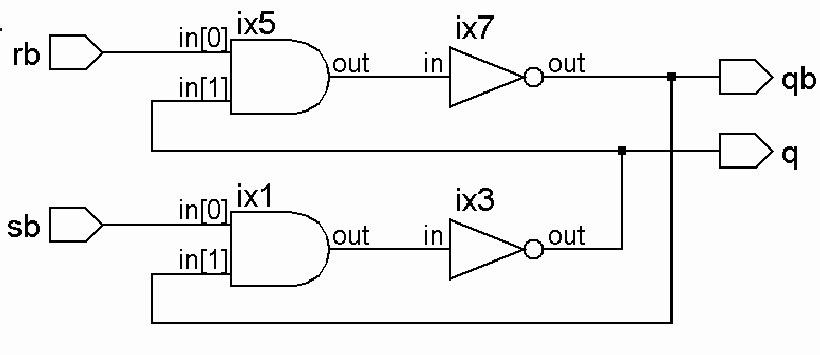 ix5
ix7
rb
in[0]
out
in
out
qb
in[1]
q
ix1
ix3
sb
in[0]
out
in
out
in[1]